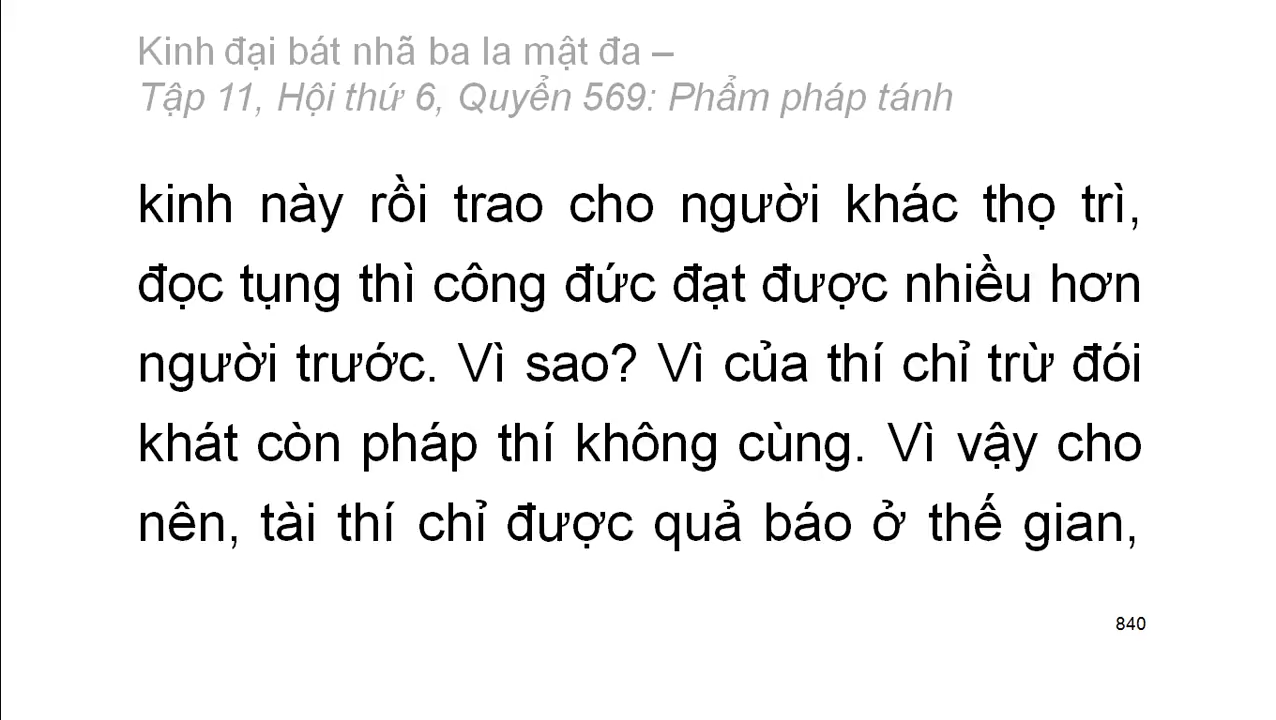 Kinh đại bát nhã ba la mật đa –
Tập 11, Hội thứ 6, Quyển 569: Phẩm pháp tánh
kinh này rồi trao cho người khác thọ trì,
đọc tụng thì công đức đạt được nhiều hơn
người trước. Vì sao? Vì của thí chỉ trừ đói
khát còn pháp thí không cùng. Vì vậy cho
nên, tài thí chỉ được quả báo ở thế gian,
840